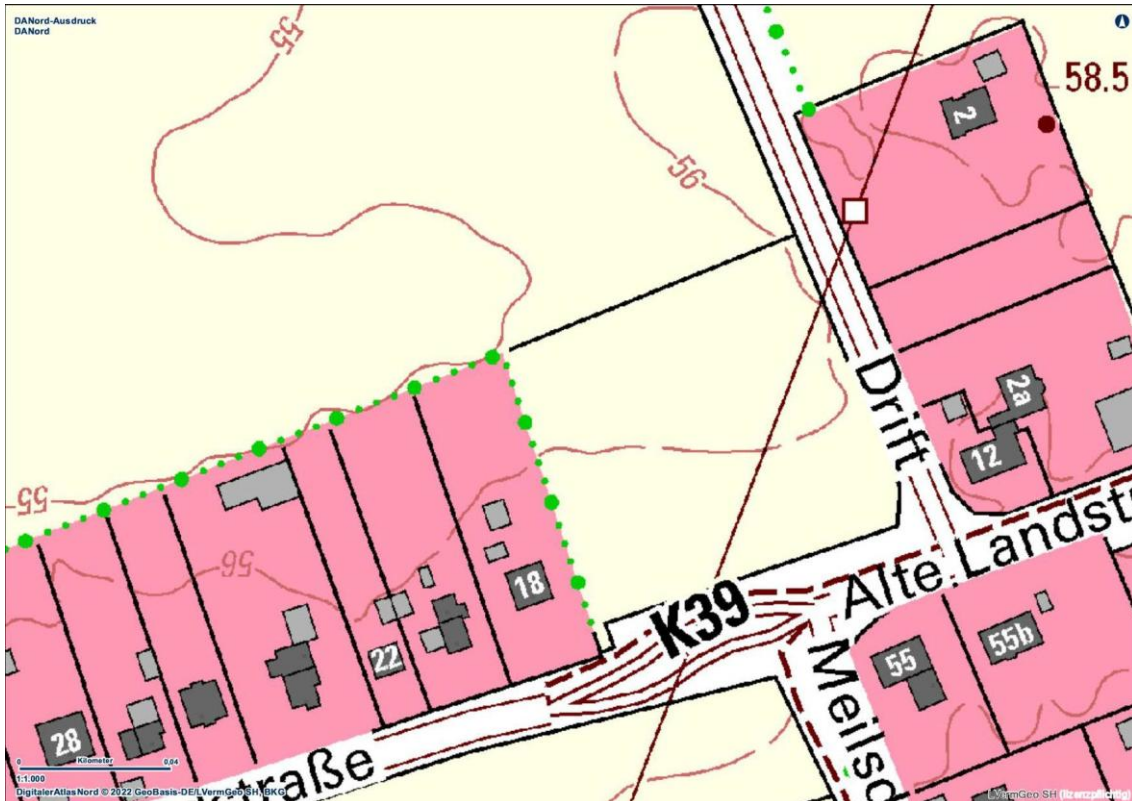 DANord-Ausdruck
DANord
55
58.5
2
56
Drift
2a
12
55
56
18
K39
Alte Landstr
22
55
55b
Meilsc
28
0 Kilometer 0,04
1:1.000
straße
DigitalerAtlasNord © 2022 GeoBasis-DE/LVermGeo SH, BKG
LVermGeo SH (lizenzpflichtig)